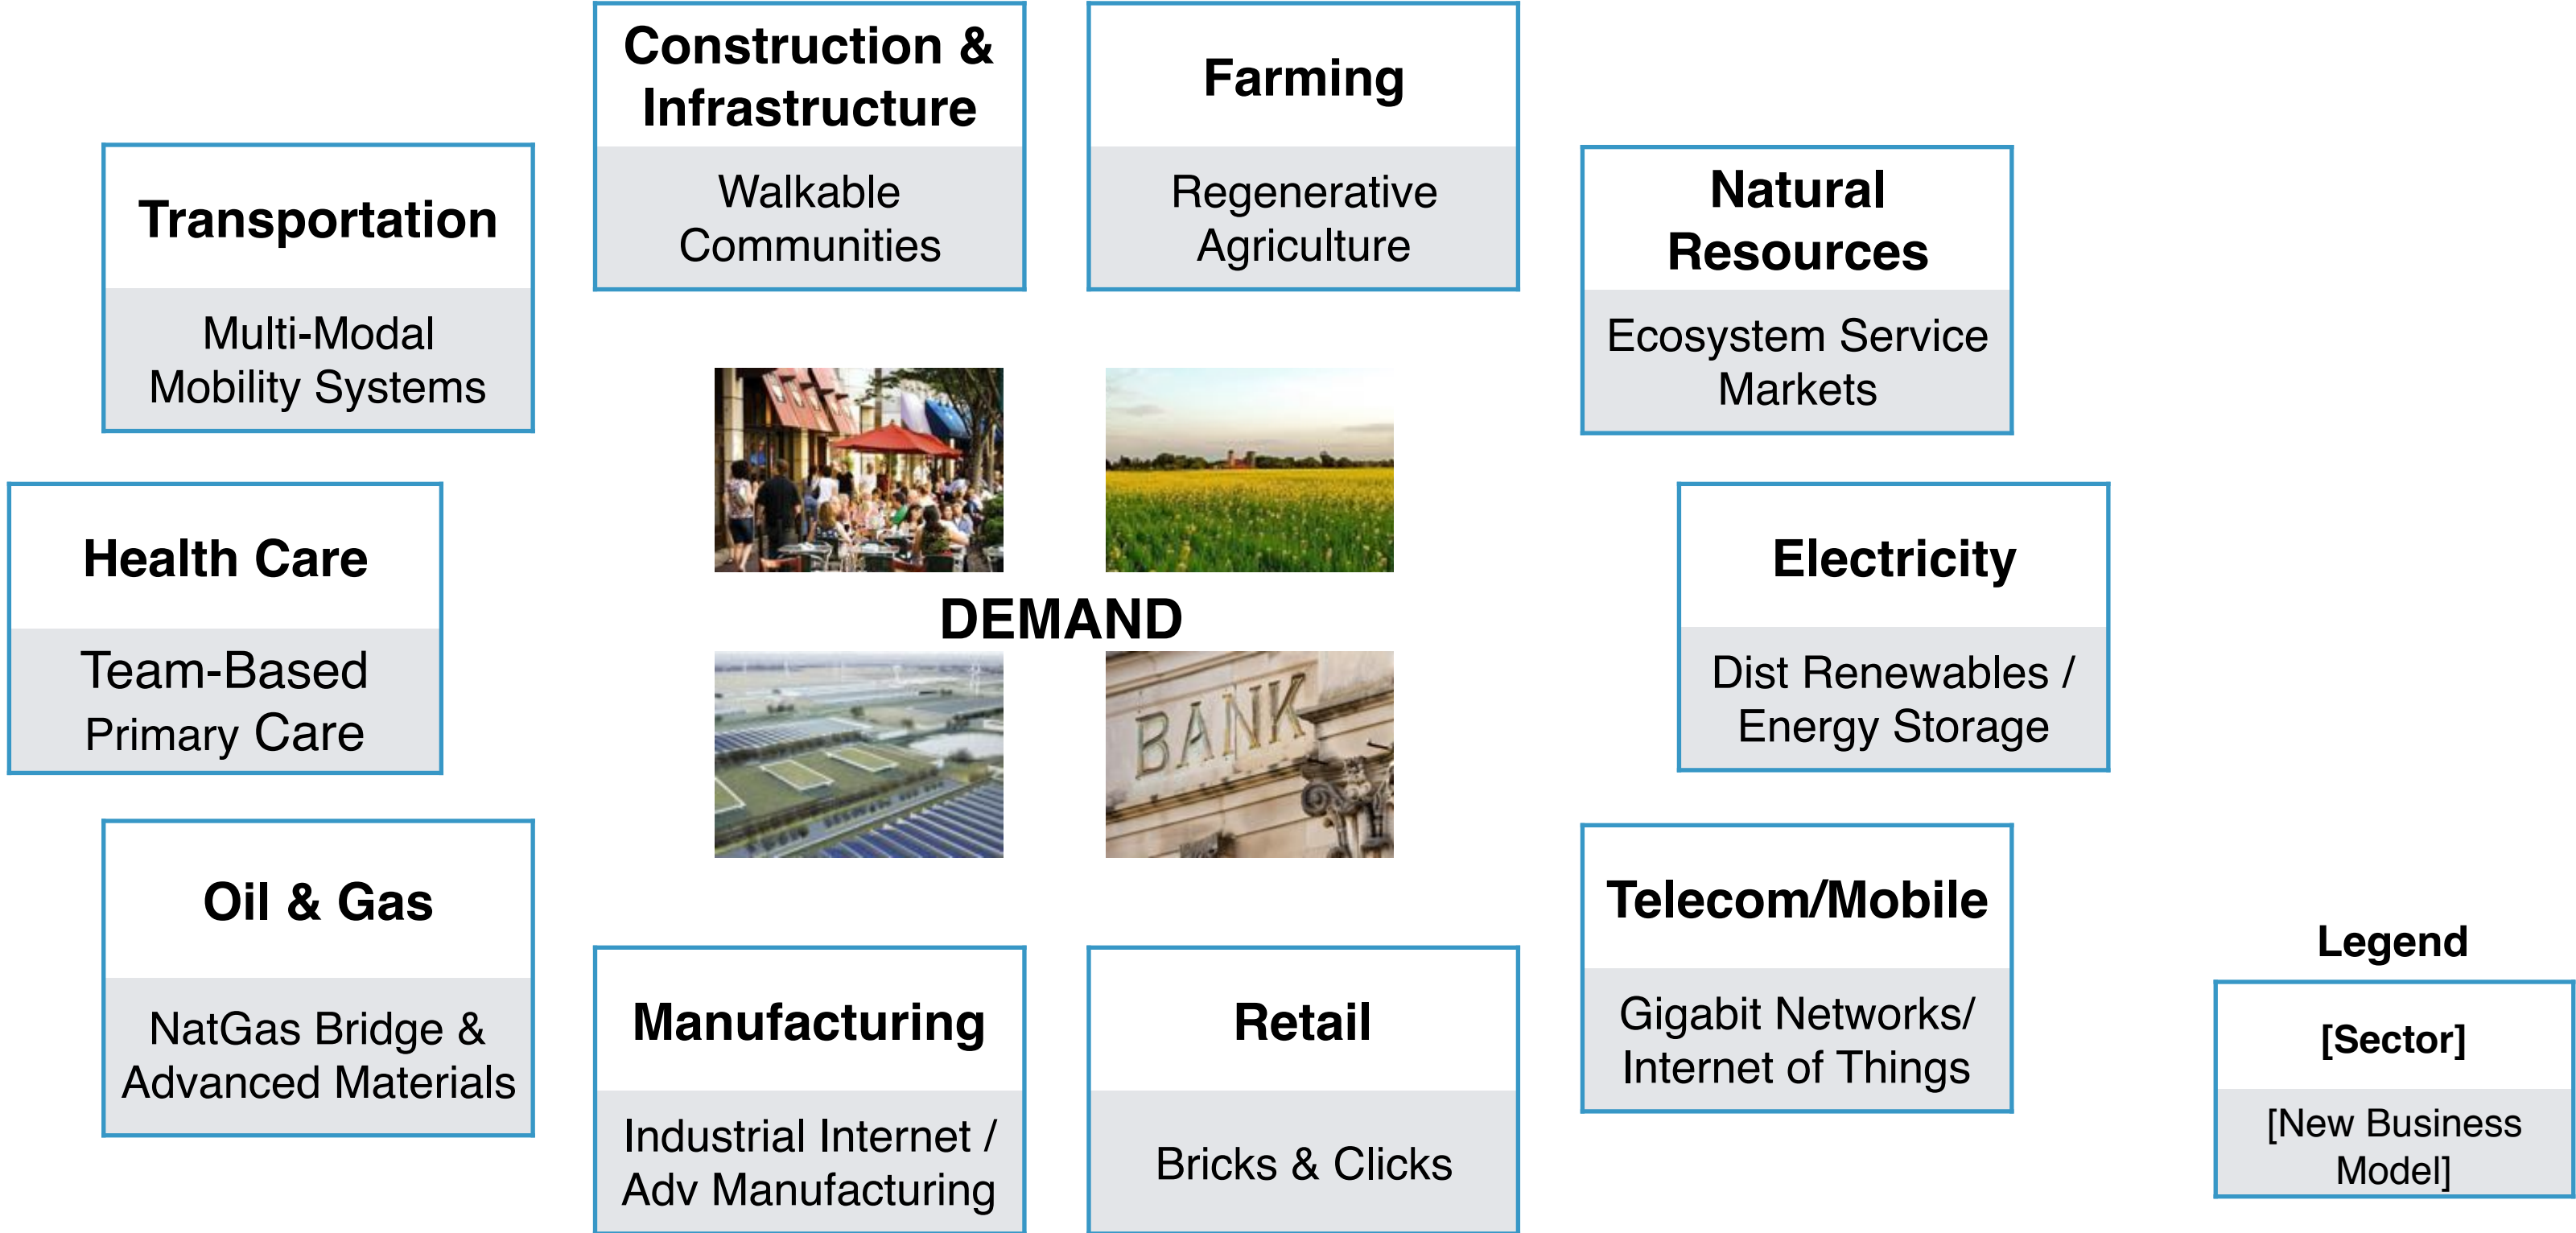 Construction &
Infrastructure
Walkable
Communities
Farming
Regenerative
Agriculture
Transportation
Multi-Modal
Mobility Systems
Natural
Resources
Ecosystem Service
Markets
Health Care
Team-Based
Primary Care
DEMAND
BANK
Electricity
Dist Renewables /
Energy Storage
Oil & Gas
NatGas Bridge &
Advanced Materials
Manufacturing
Industrial Internet /
Adv Manufacturing
Retail
Bricks & Clicks
Telecom/Mobile
Gigabit Networks/
Internet of Things
Legend
[Sector]
[New Business
Model]